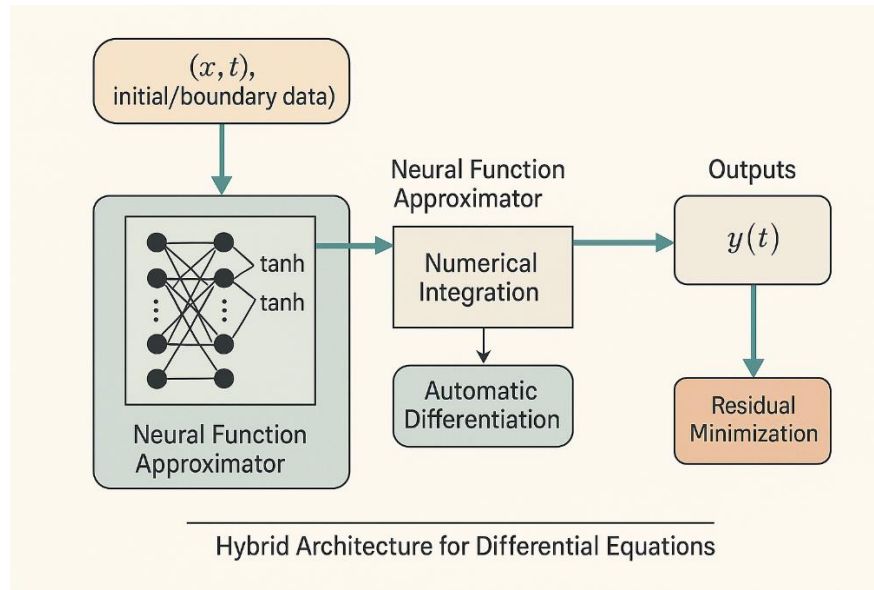 (x, t),
initial/boundary data)
tanh
tanh
Neural Function
Approximator
Neural Function
Approximator
Numerical
Integration
Automatic
Differentiation
Outputs
y(t)
Residual
Minimization
Hybrid Architecture for Differential Equations